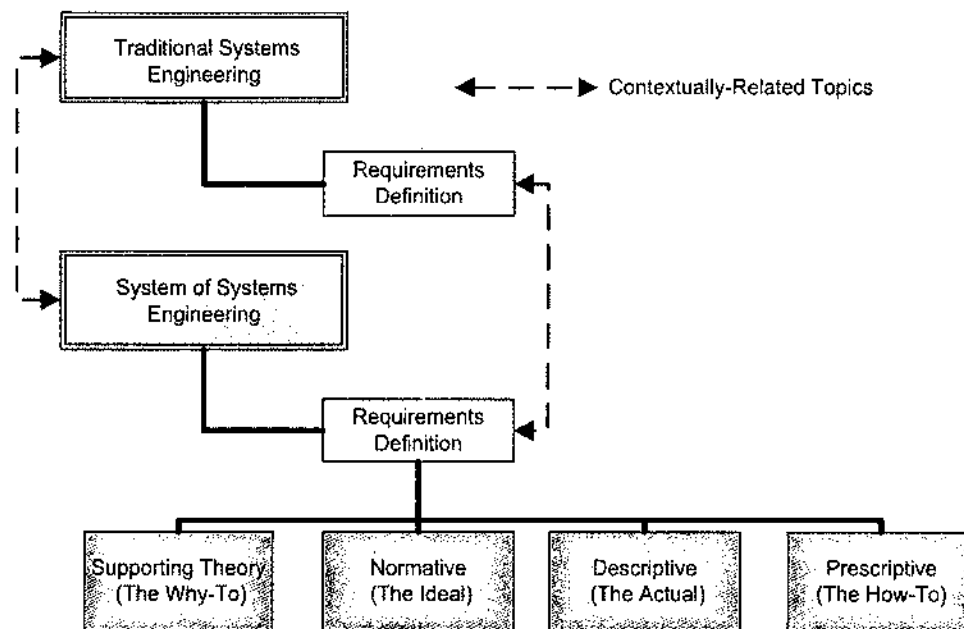 Traditional Systems
Engineering
Contextually-Related Topics
Requirements
Definition
System of Systems
Engineering
Requirements
Definition
Supporting Theory
(The Why-To)
Normative
(The Ideal)
Descriptive
(The Actual)
Prescriptive
(The How-To)